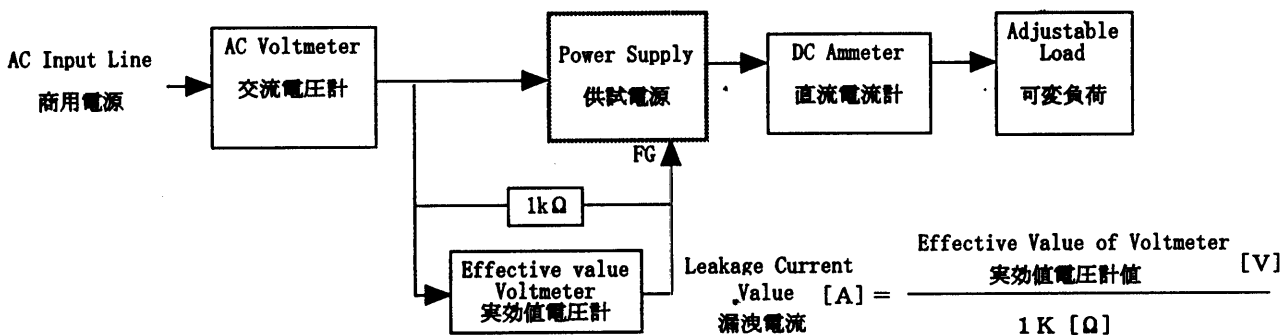 AC Input Line
商用電源
AC Voltmeter
交流電圧計
Power Supply
供試電源
DC Ammeter
直流電流計
Adjustable
Load
可変負荷
FG
1kΩ
Effective value
Voltmeter
実効値電圧計
Leakage Current
Value [A] =
漏洩電流
Effective Value of Voltmeter
実効値電圧計値 [V]
1K [Ω]